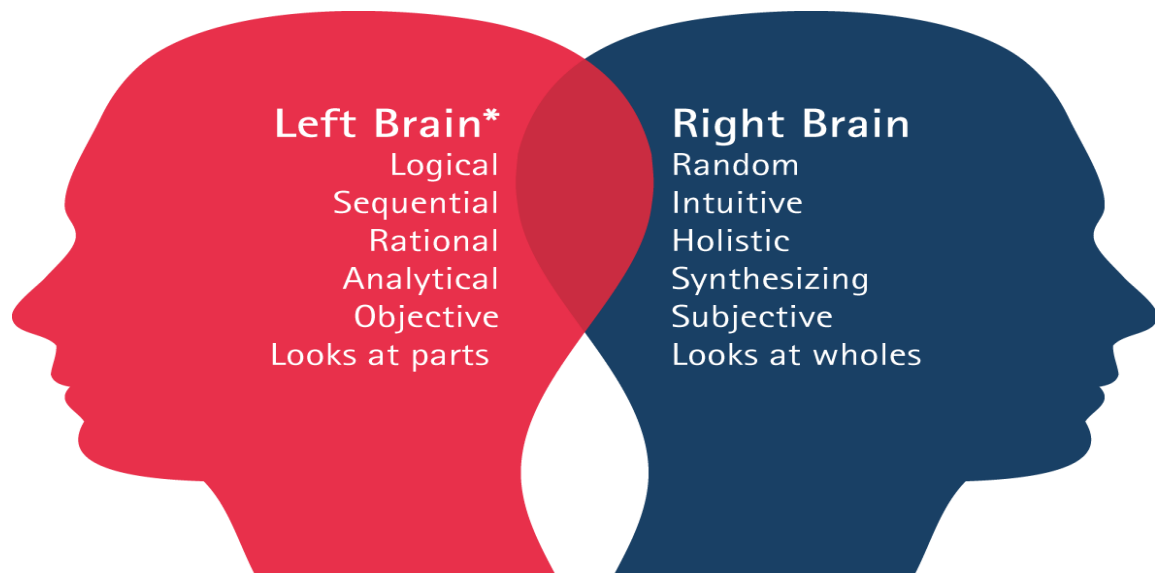 Left Brain*
Logical
Sequential
Rational
Analytical
Objective
Looks at parts
Right Brain
Random
Intuitive
Holistic
Synthesizing
Subjective
Looks at wholes